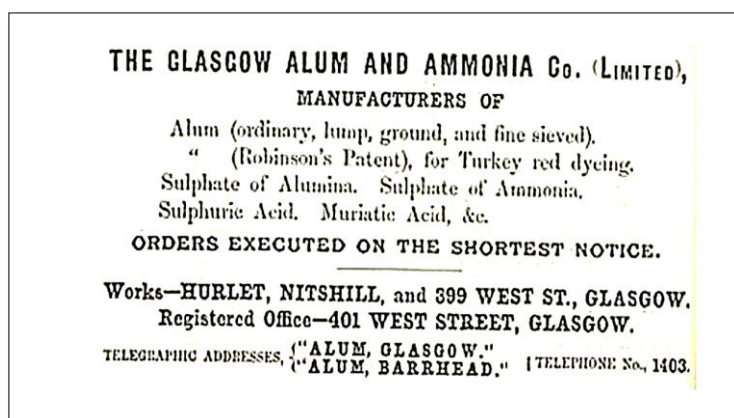 THE GLASGOW ALUM AND AMMONIA Co. (LIMITED),
MANUFACTURERS OF
Alum (ordinary, lump, ground, and fine sieved).
“ (Robinson's Patent), for Turkey red dyeing.
Sulphate of Alumina. Sulphate of Ammonia.
Sulphuric Acid. Muriatic Acid, &c.
ORDERS EXECUTED ON THE SHORTEST NOTICE.
Works—HURLET, NITSHILL, and 399 WEST ST., GLASGOW.
Registered Office—401 WEST STREET, GLASGOW.
TELEGRAPHIC ADDRESSES, {"ALUM, GLASGOW."
{"ALUM, BARRHEAD." | TELEPHONE No., 1403.